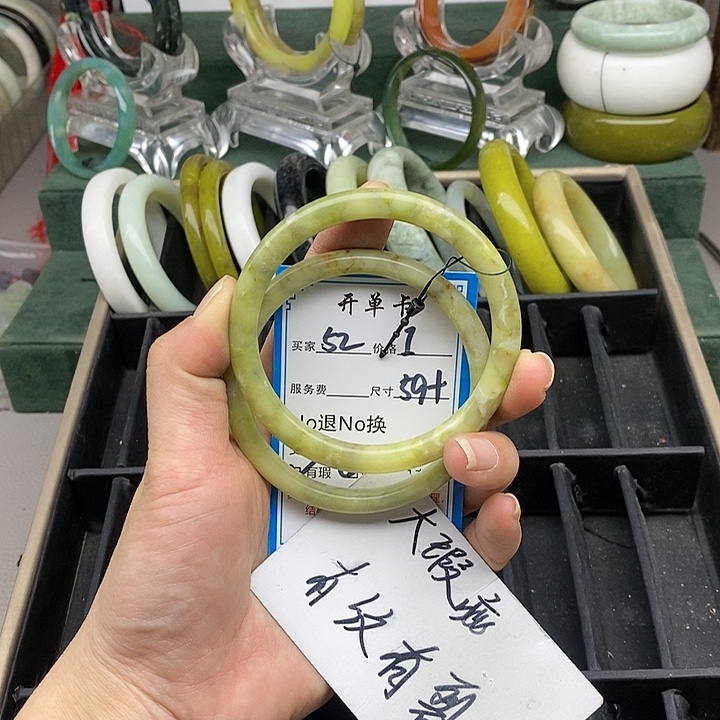 开单卡
买家 52 价格 1
服务费 尺寸 59+
No退No换
有瑕
大瑕疵
有纹有裂